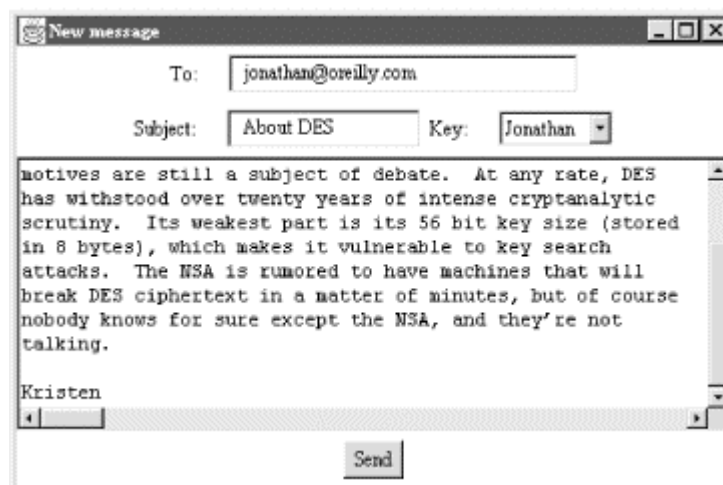 New message
To: jonathan@oreilly.com
Subject: About DES Key: Jonathan
motives are still a subject of debate.  At any rate, DES
has withstood over twenty years of intense cryptanalytic
scrutiny.  Its weakest part is its 56 bit key size (stored
in 8 bytes), which makes it vulnerable to key search
attacks.  The NSA is rumored to have machines that will
break DES ciphertext in a matter of minutes, but of course
nobody knows for sure except the NSA, and they're not
talking.
Kristen
Send